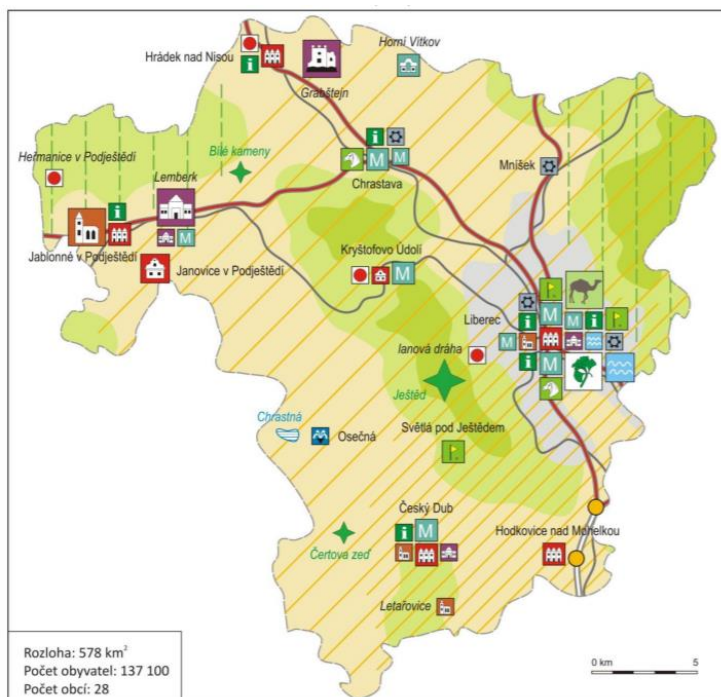 Hrádek nad Nisou
Horní Vítkov
Grabštejn
Heřmanice v Podještědí
Bílé kameny
Mníšek
Lemberk
Chrastava
Jablonné v Podještědí
Janovice v Podještědí
Kryštofovo Údolí
Liberec
lanová dráha
Ještěd
Chrastná
Osečná
Světlá pod Ještědem
Český Dub
Čertova zeď
Hodkovice nad Mohelkou
Letařovice
Rozloha: 578 km²
Počet obyvatel: 137 100
Počet obcí: 28
0 km 5